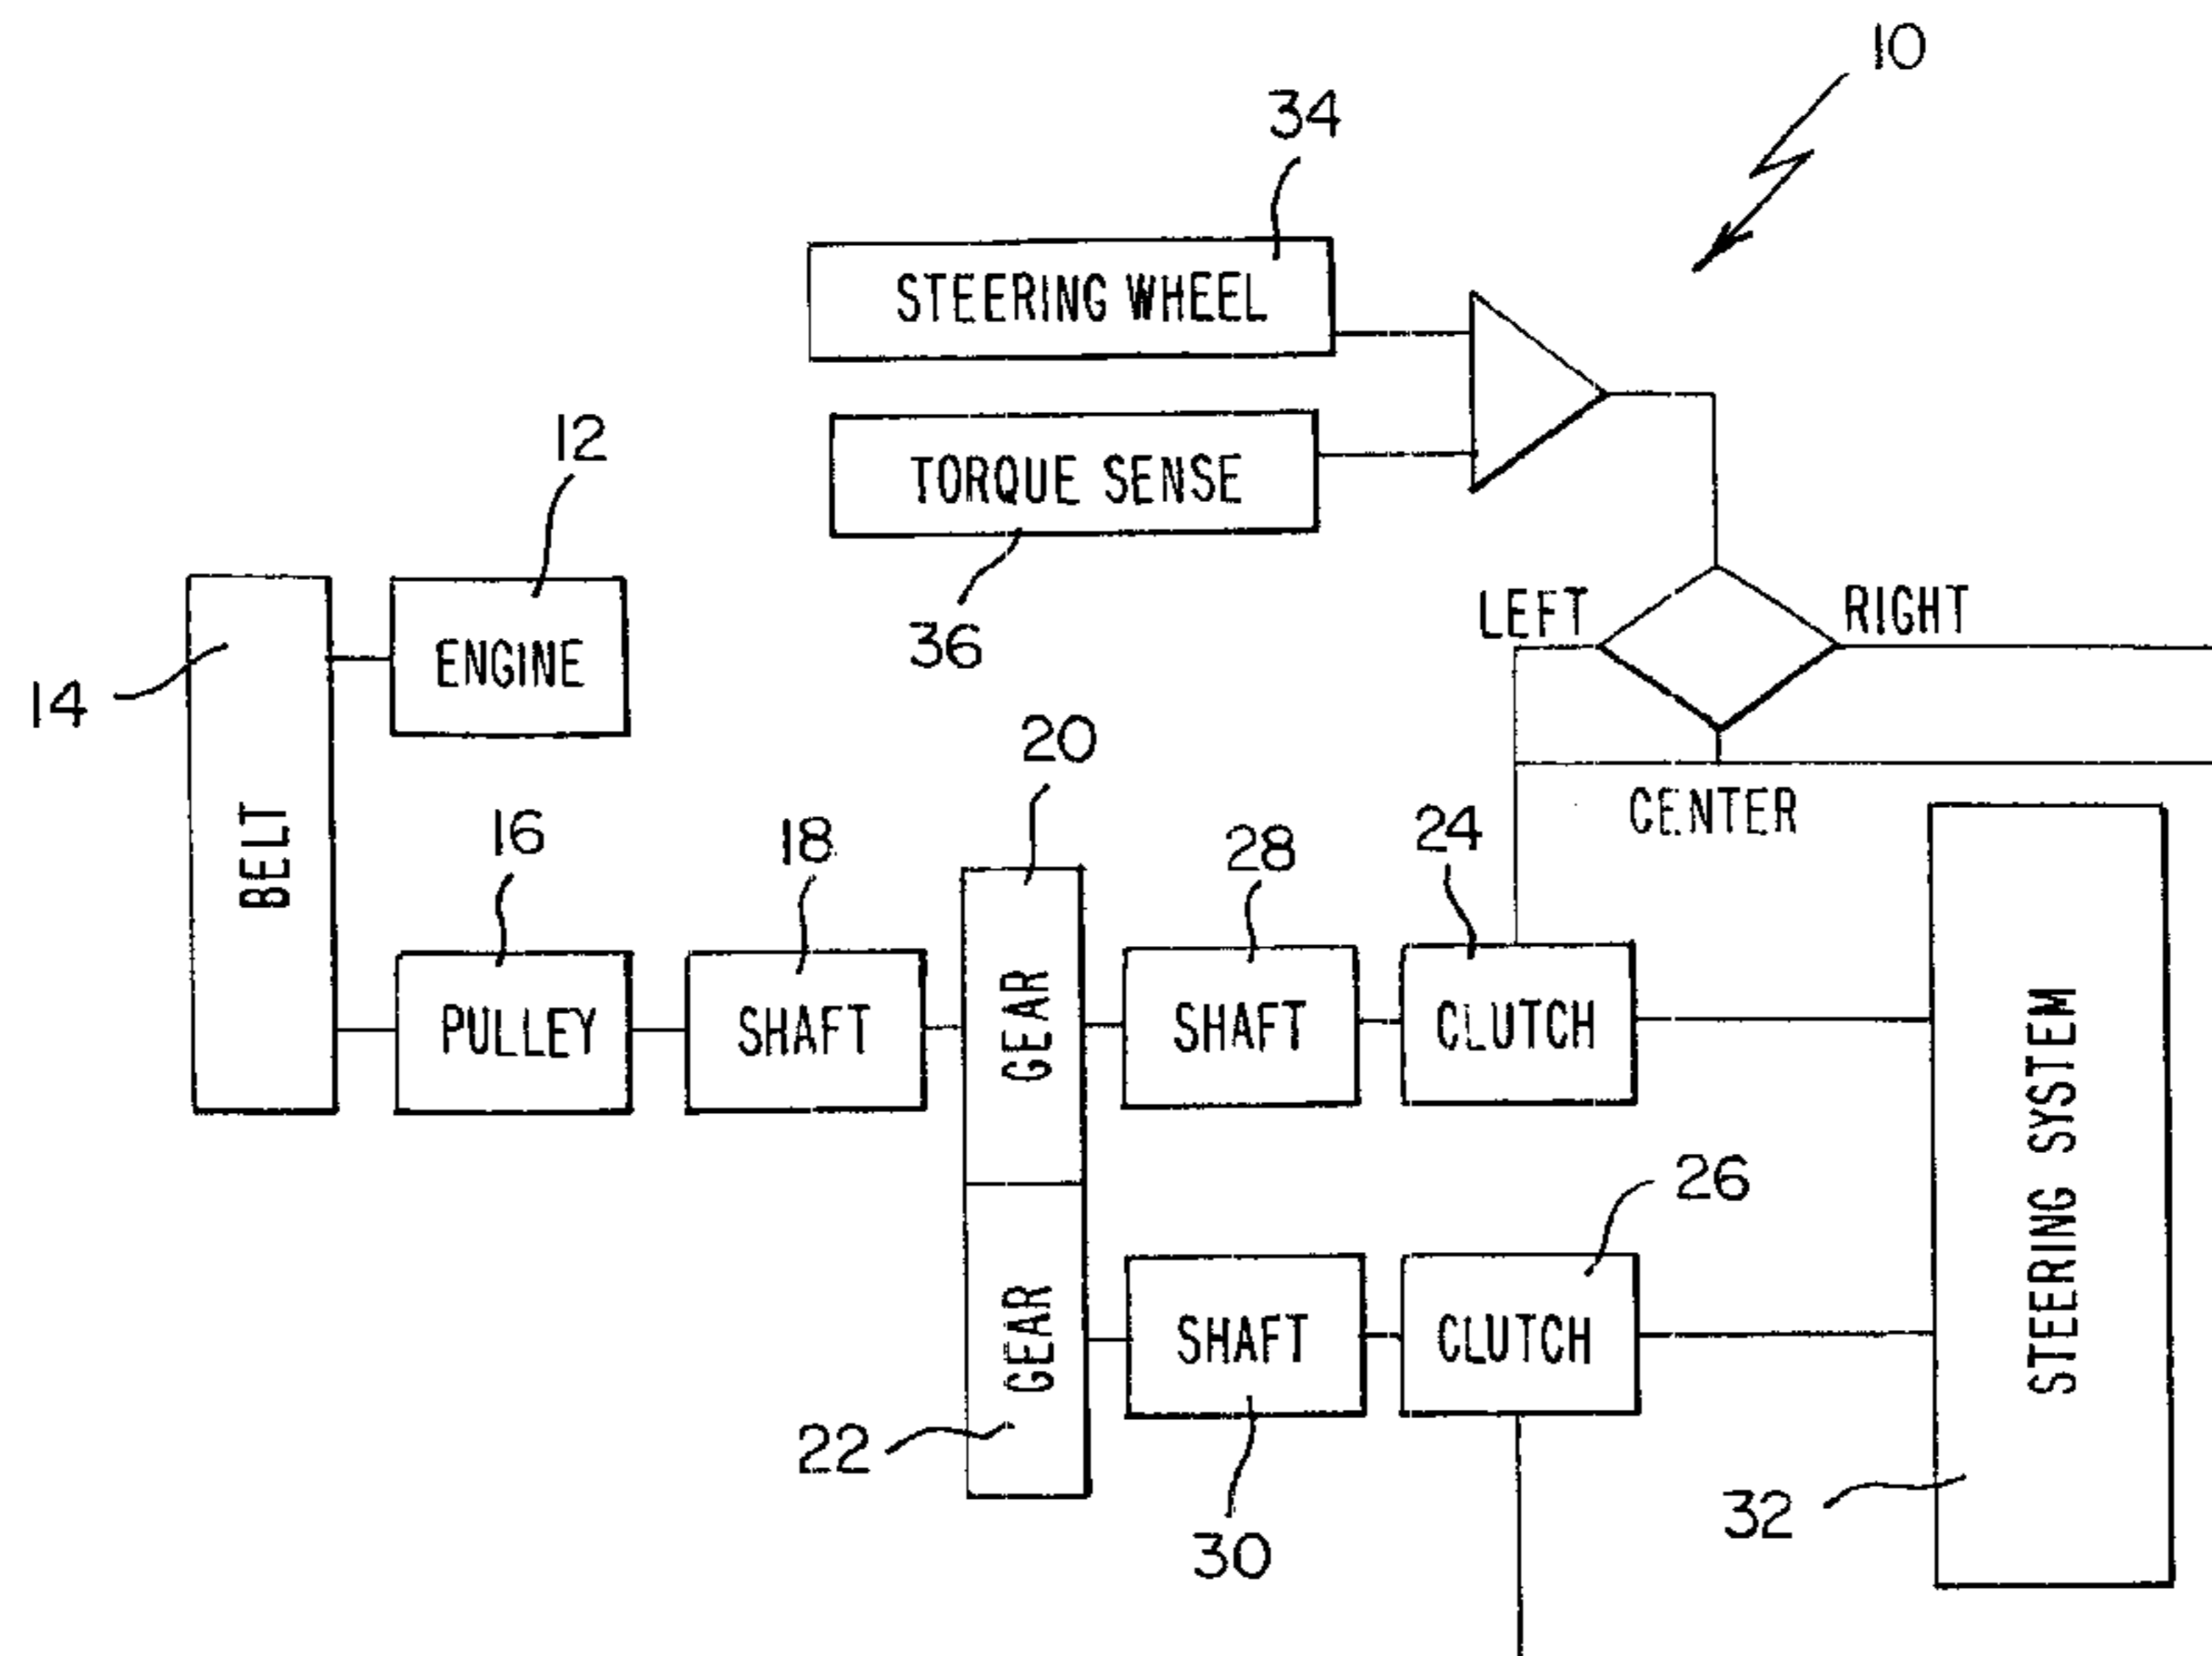 10
34
STEERING WHEEL
12
TORQUE SENSE
36
LEFT
RIGHT
ENGINE
14
20
CENTER
BELT
16
18
28
24
PULLEY
SHAFT
GEAR
SHAFT
CLUTCH
STEERING SYSTEM
26
GEAR
SHAFT
CLUTCH
22
30
32